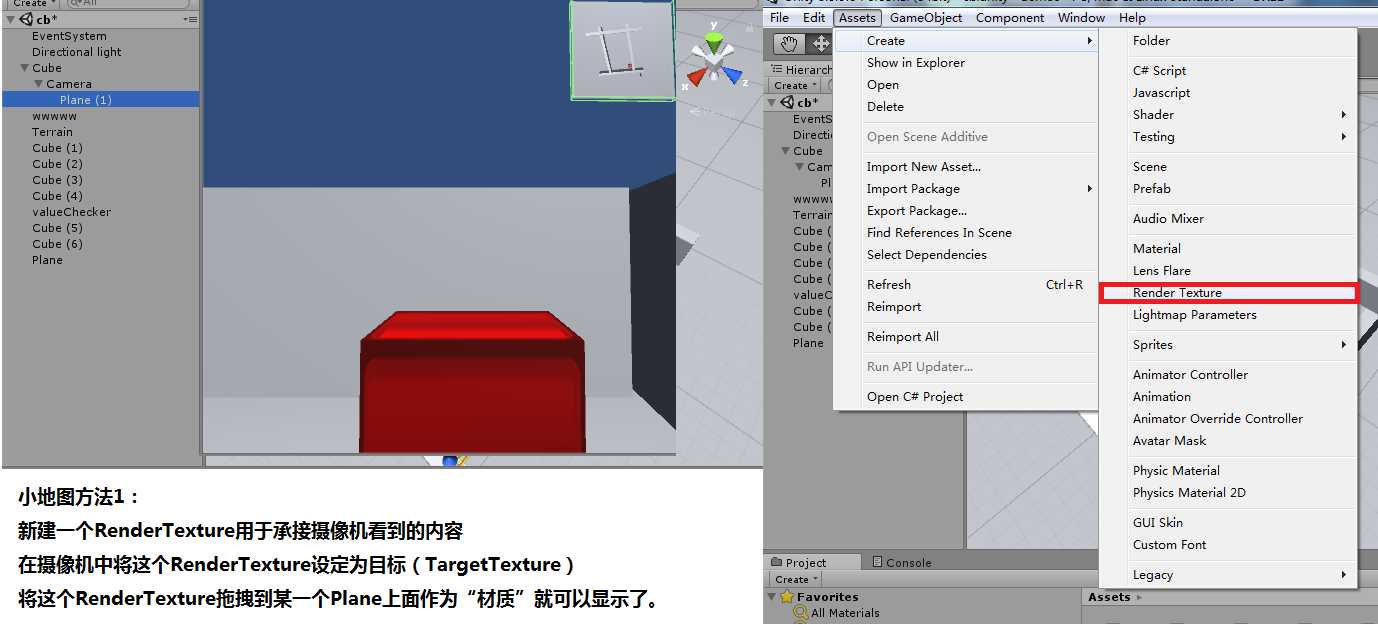 Create
All
cb*
EventSystem
Directional light
Cube
Camera
Plane (1)
wwwww
Terrain
Cube (1)
Cube (2)
Cube (3)
Cube (4)
valueChecker
Cube (5)
Cube (6)
Plane
y
x
z
Persp
小地图方法1：
新建一个RenderTexture用于承接摄像机看到的内容
在摄像机中将这个RenderTexture设定为目标（TargetTexture）
将这个RenderTexture拖拽到某一个Plane上面作为“材质”就可以显示了。
File Edit Assets GameObject Component Window Help
Hierarch
Create
cb*
EventS
Directi
Cube
Cam
Pl
wwwww
Terrain
Cube (
Cube (
Cube (
Cube (
valueC
Cube (
Cube (
Plane
Create
Show in Explorer
Open
Delete
Open Scene Additive
Import New Asset...
Import Package
Export Package...
Find References In Scene
Select Dependencies
Refresh Ctrl+R
Reimport
Reimport All
Run API Updater...
Open C# Project
Folder
C# Script
Javascript
Shader
Testing
Scene
Prefab
Audio Mixer
Material
Lens Flare
Render Texture
Lightmap Parameters
Sprites
Animator Controller
Animation
Animator Override Controller
Avatar Mask
Physic Material
Physics Material 2D
GUI Skin
Custom Font
Legacy
Project Console
Create
Favorites
All Materials
Assets